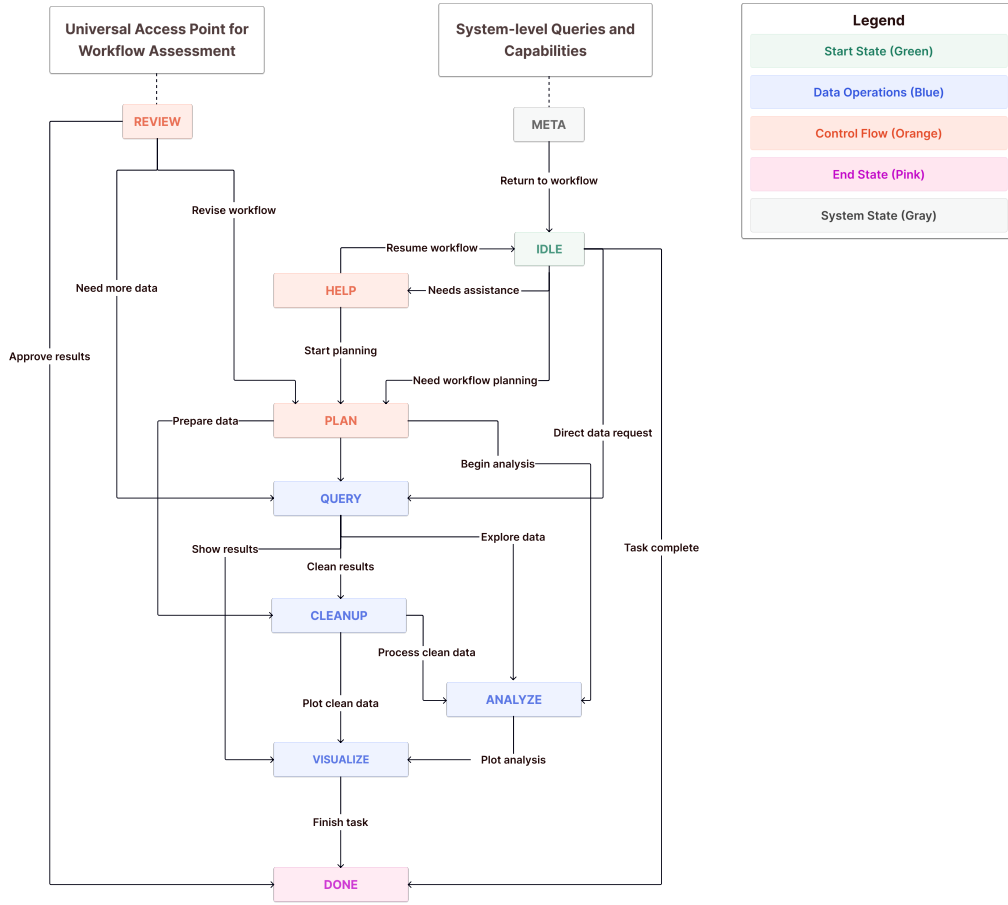 Universal Access Point for
Workflow Assessment
System-level Queries and
Capabilities
Legend
Start State (Green)
Data Operations (Blue)
Control Flow (Orange)
End State (Pink)
System State (Gray)
REVIEW
META
Return to workflow
Revise workflow
IDLE
Resume workflow
HELP
Needs assistance
Need more data
Start planning
Approve results
Need workflow planning
PLAN
Prepare data
Direct data request
Begin analysis
QUERY
Explore data
Show results
Task complete
Clean results
CLEANUP
Process clean data
ANALYZE
Plot clean data
VISUALIZE
Plot analysis
Finish task
DONE